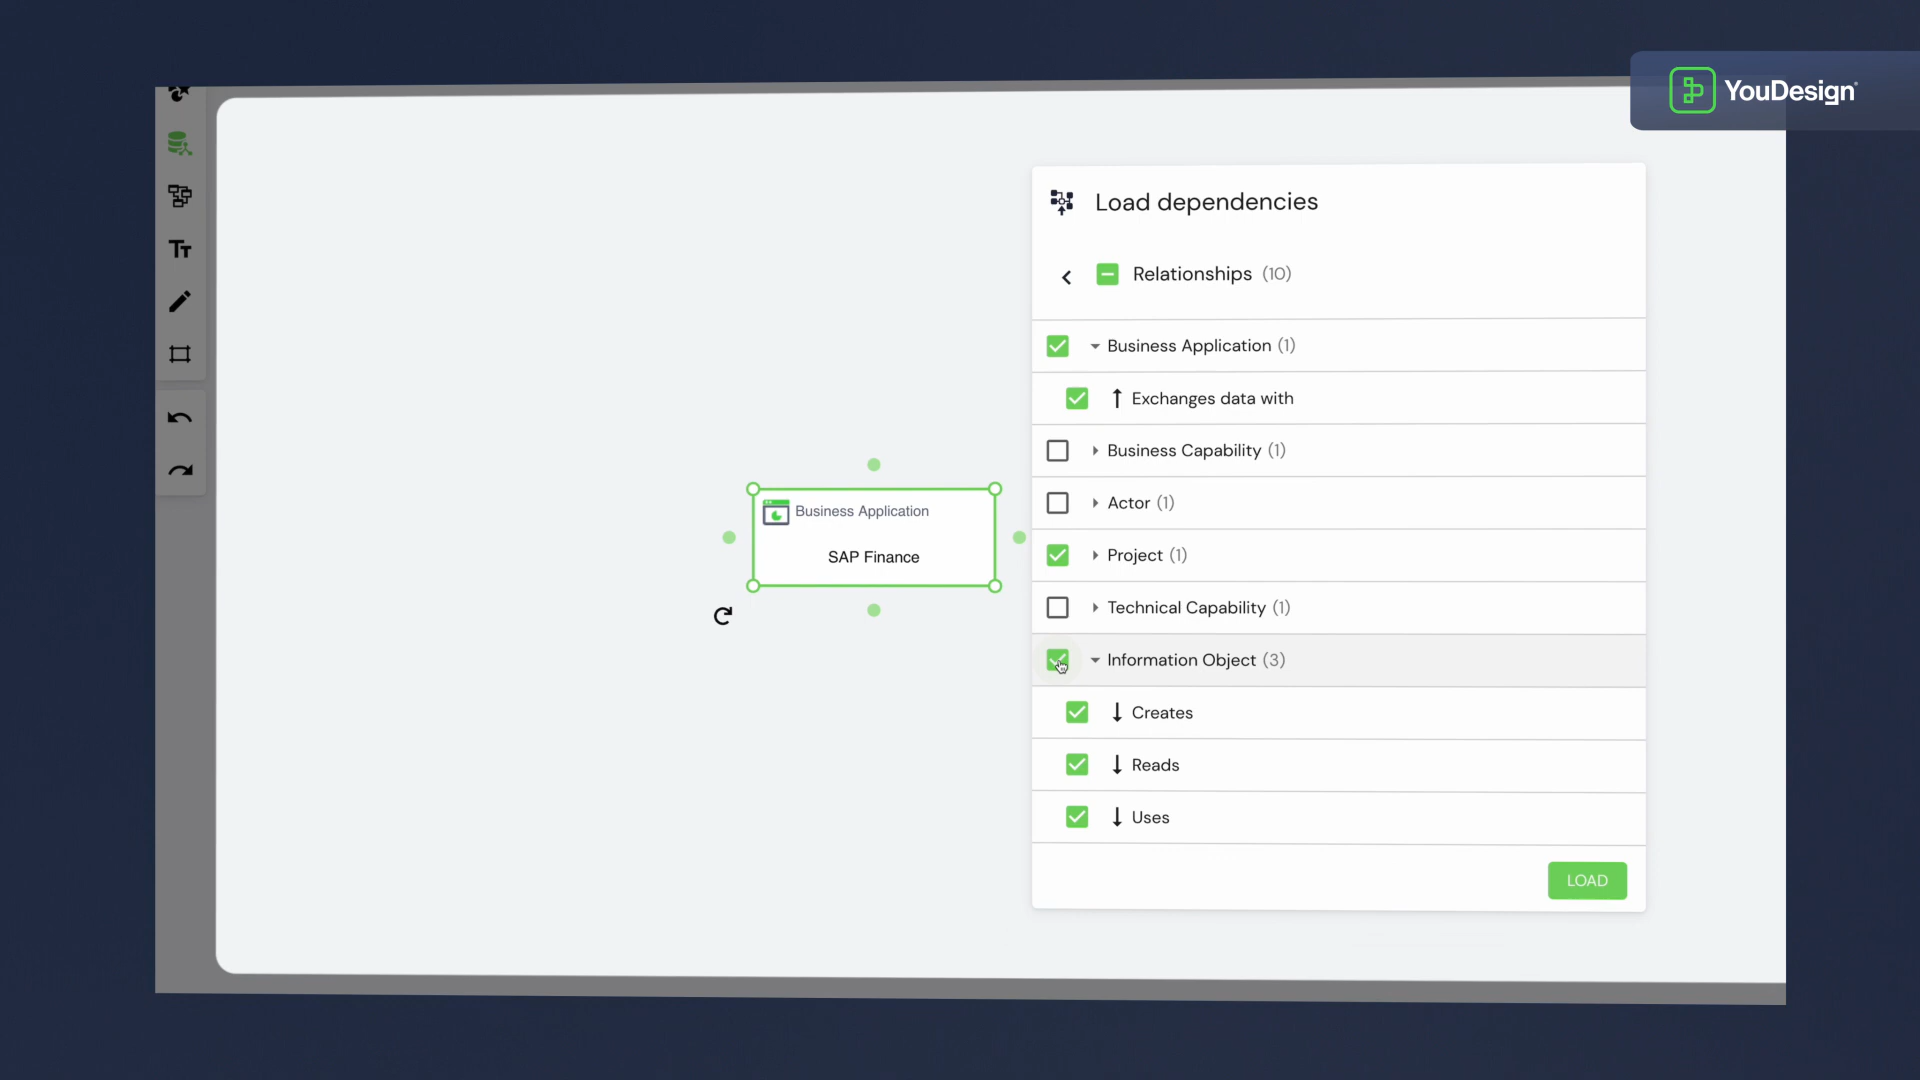 YouDesign
Load dependencies
Relationships (10)
Business Application (1)
Exchanges data with
Business Capability (1)
Actor (1)
Project (1)
Technical Capability (1)
Information Object (3)
Creates
Reads
Uses
LOAD
Business Application
SAP Finance
Tt